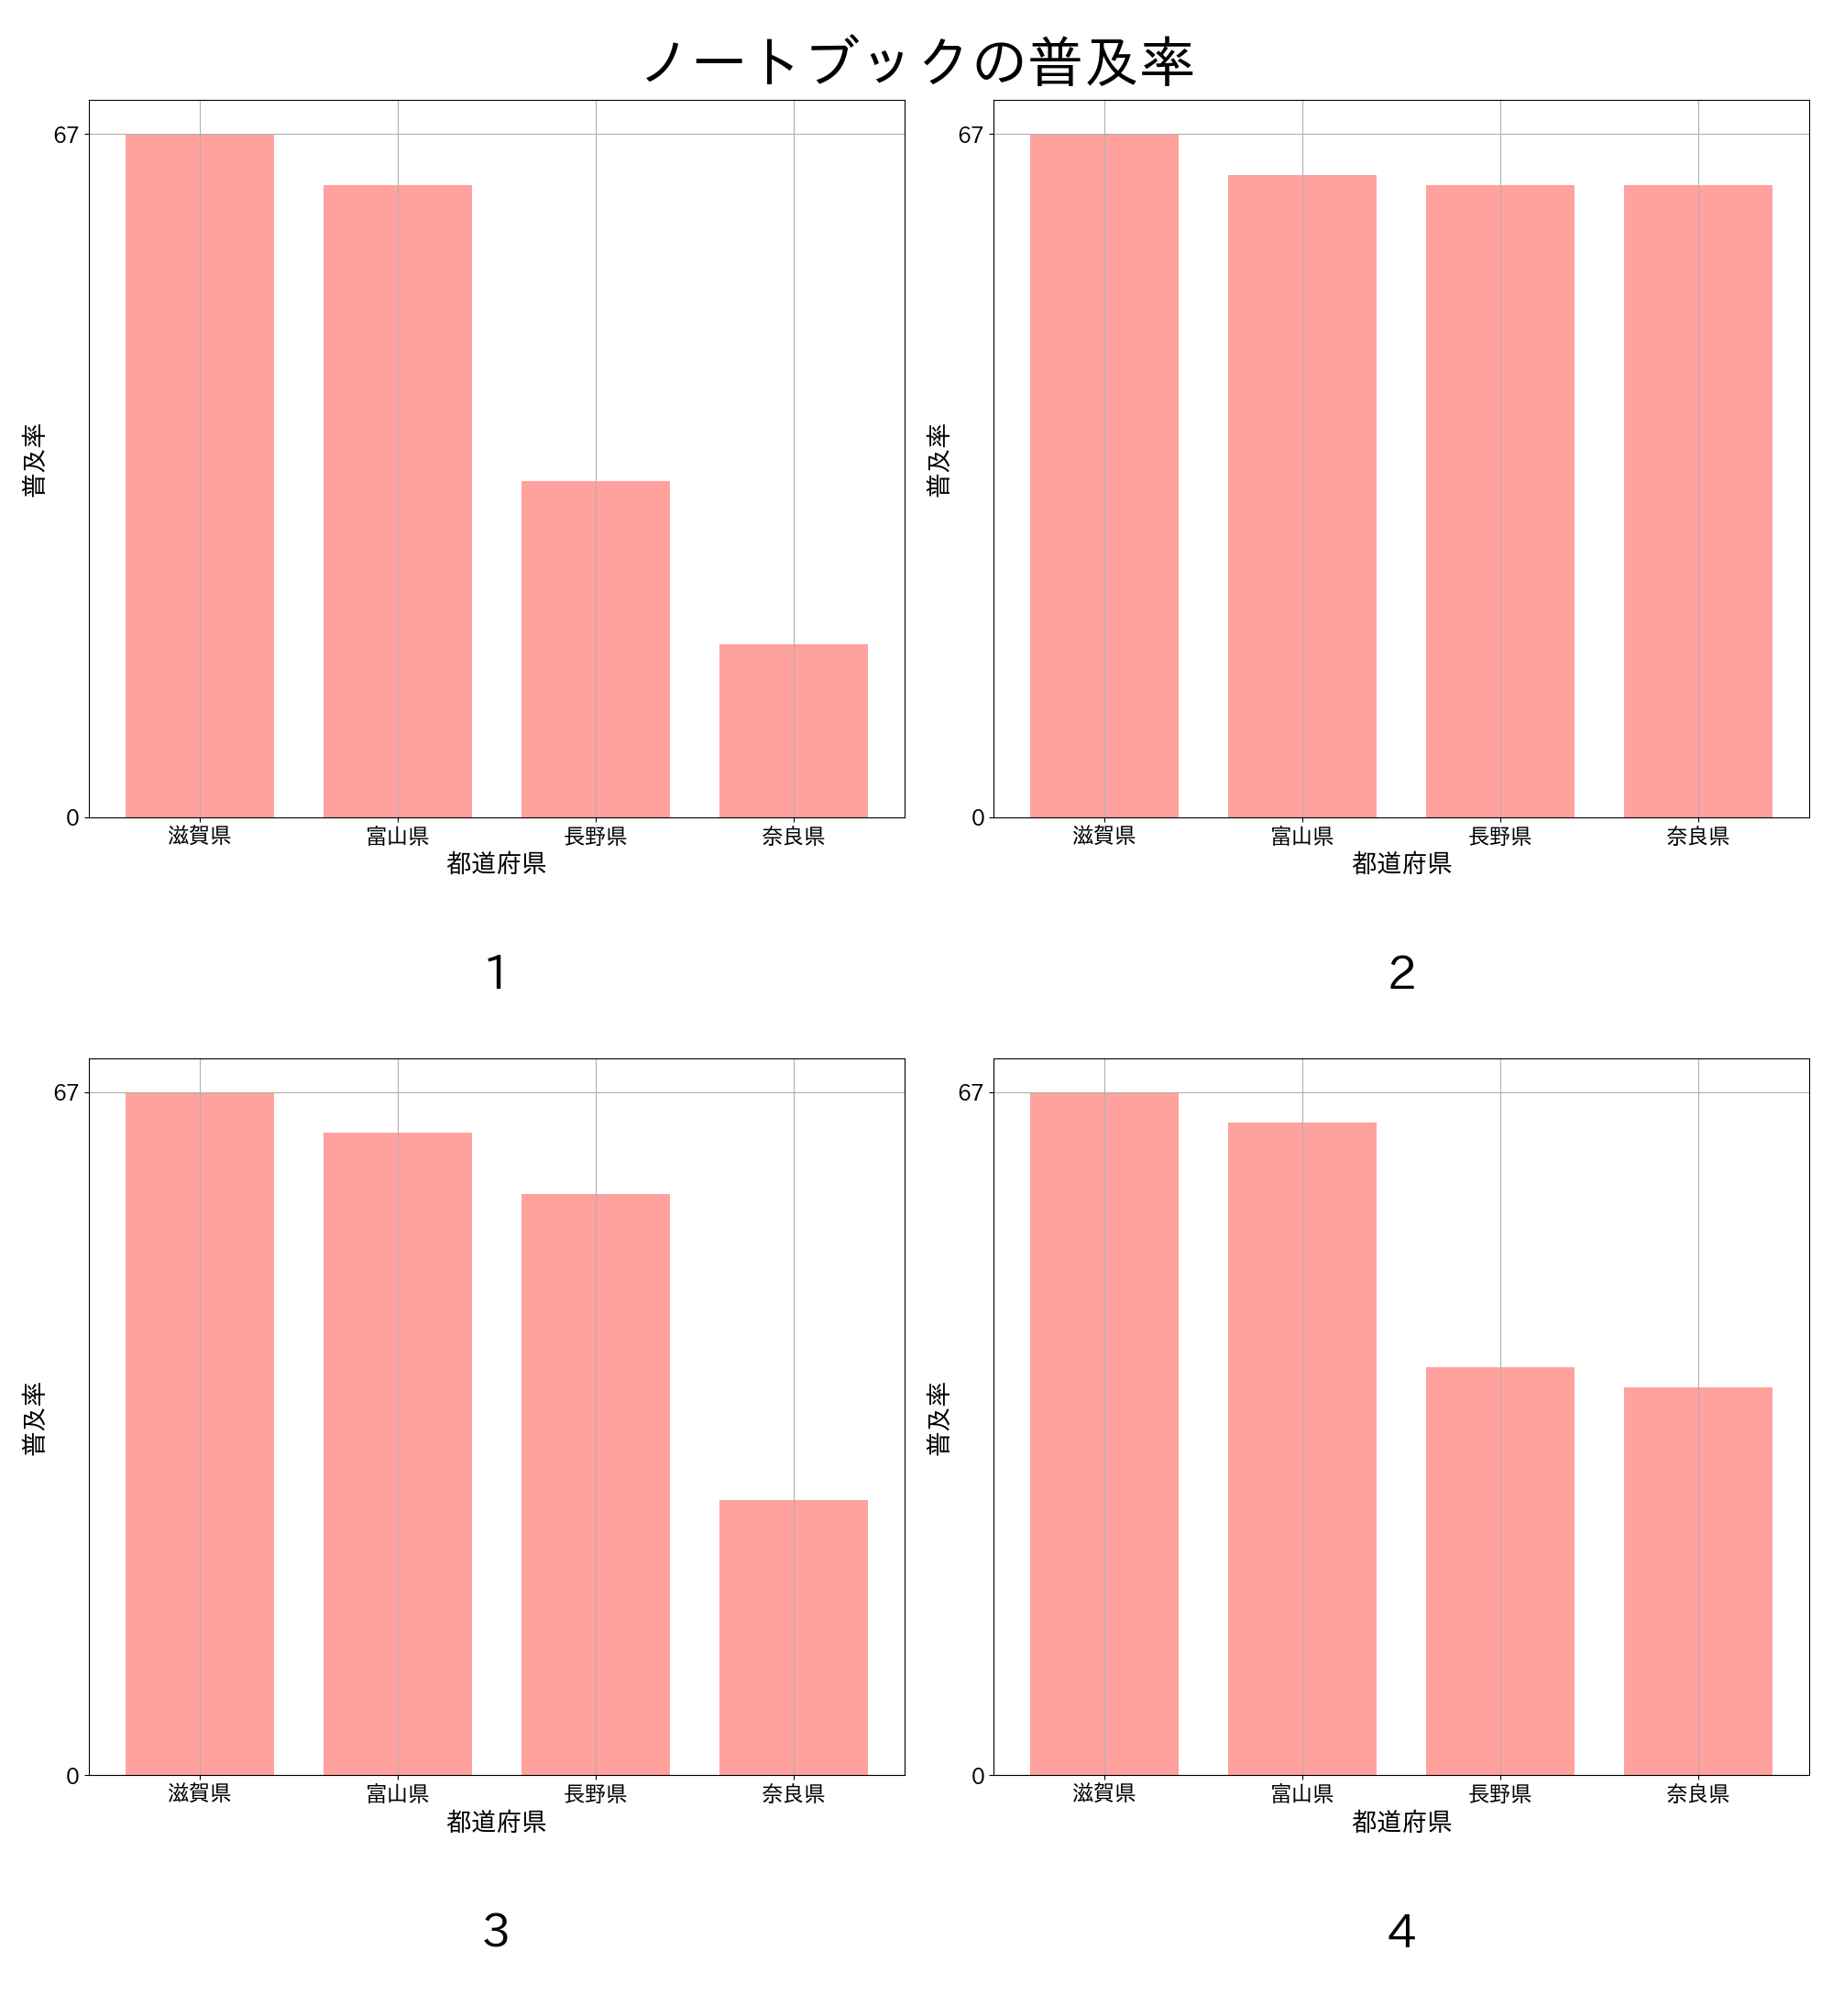 ノートブックの普及率
67
0
普及率
滋賀県 富山県 長野県 奈良県
都道府県
1
67
0
普及率
滋賀県 富山県 長野県 奈良県
都道府県
2
67
0
普及率
滋賀県 富山県 長野県 奈良県
都道府県
3
67
0
普及率
滋賀県 富山県 長野県 奈良県
都道府県
4